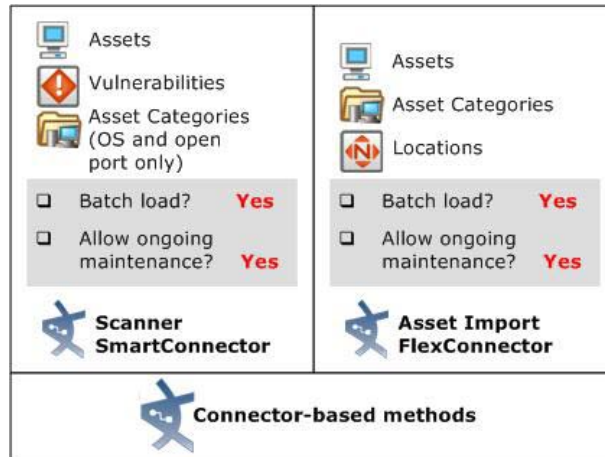 Assets
Vulnerabilities
Asset Categories
(OS and open
port only)
❑ Batch load? Yes
❑ Allow ongoing
maintenance? Yes
Scanner
SmartConnector
Assets
Asset Categories
N
Locations
❑ Batch load? Yes
❑ Allow ongoing
maintenance? Yes
Asset Import
FlexConnector
Connector-based methods